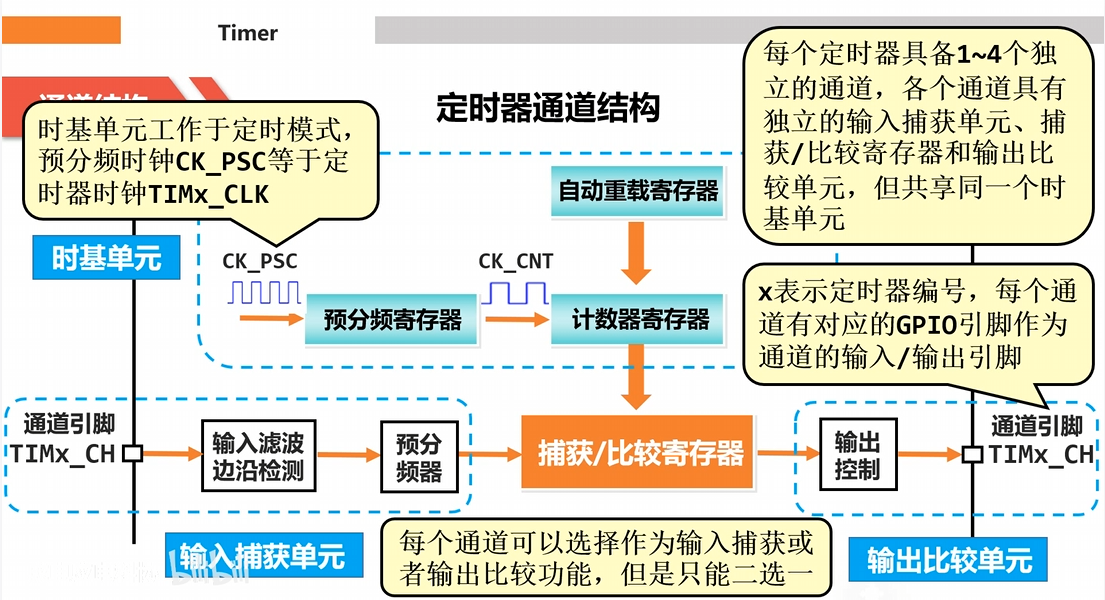 Timer
通道结构
定时器通道结构
每个定时器具备1~4个独
立的通道，各个通道具有
独立的输入捕获单元、捕
获/比较寄存器和输出比
较单元，但共享同一个时
基单元
时基单元工作于定时模式，
预分频时钟CK_PSC等于定
时器时钟TIMx_CLK
自动重载寄存器
时基单元
CK_PSC
CK_CNT
预分频寄存器
计数器寄存器
x表示定时器编号，每个通
道有对应的GPIO引脚作为
通道的输入/输出引脚
通道引脚
TIMx_CH
输入滤波
边沿检测
预分
频器
捕获/比较寄存器
输出
控制
通道引脚
TIMx_CH
输入捕获单元
bilibili
每个通道可以选择作为输入捕获或
者输出比较功能，但是只能二选一
输出比较单元